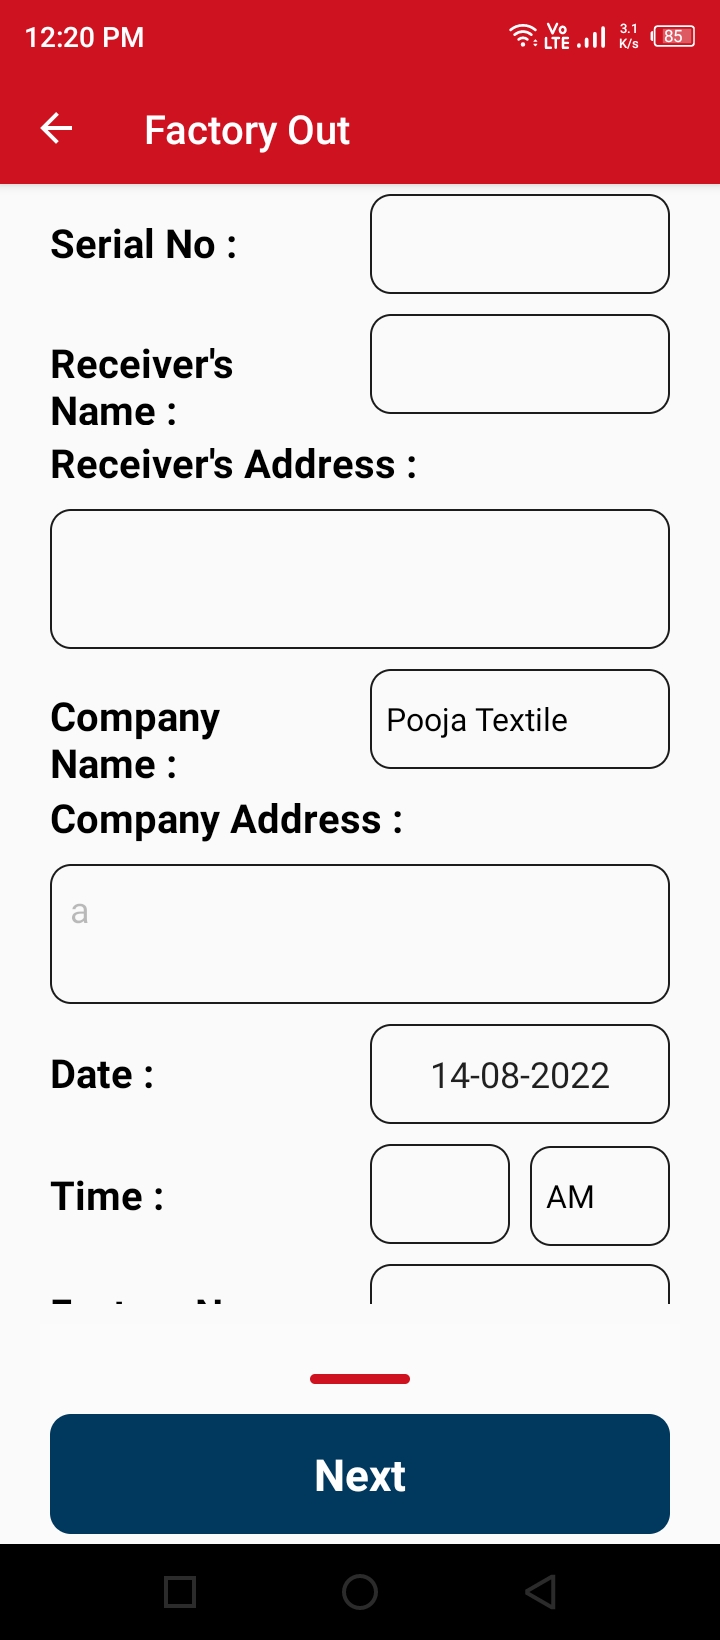 12:20 PM Vo LTE 3.1 K/s 85
Factory Out
Serial No :
Receiver's
Name :
Receiver's Address :
Company
Name :
Pooja Textile
Company Address :
a
Date :
14-08-2022
Time :
AM
Next